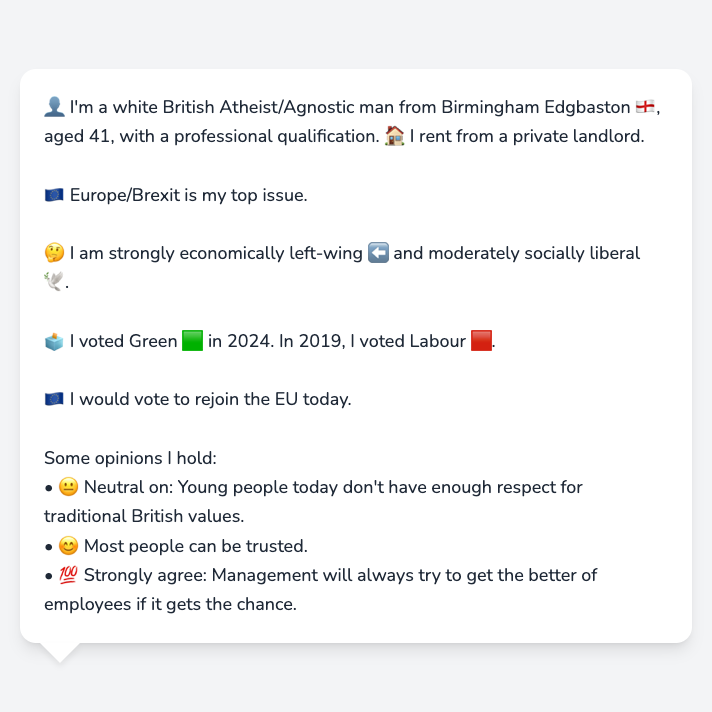 👤 I'm a white British Atheist/Agnostic man from Birmingham Edgbaston 🏴󠁧󠁢󠁥󠁮󠁧󠁿,
aged 41, with a professional qualification. 🏠 I rent from a private landlord.
🇪🇺 Europe/Brexit is my top issue.
🤔 I am strongly economically left-wing ⬅️ and moderately socially liberal
🕊️.
🗳️ I voted Green 🟩 in 2024. In 2019, I voted Labour 🟥.
🇪🇺 I would vote to rejoin the EU today.
Some opinions I hold:
• 😐 Neutral on: Young people today don't have enough respect for
traditional British values.
• 😊 Most people can be trusted.
• 💯 Strongly agree: Management will always try to get the better of
employees if it gets the chance.